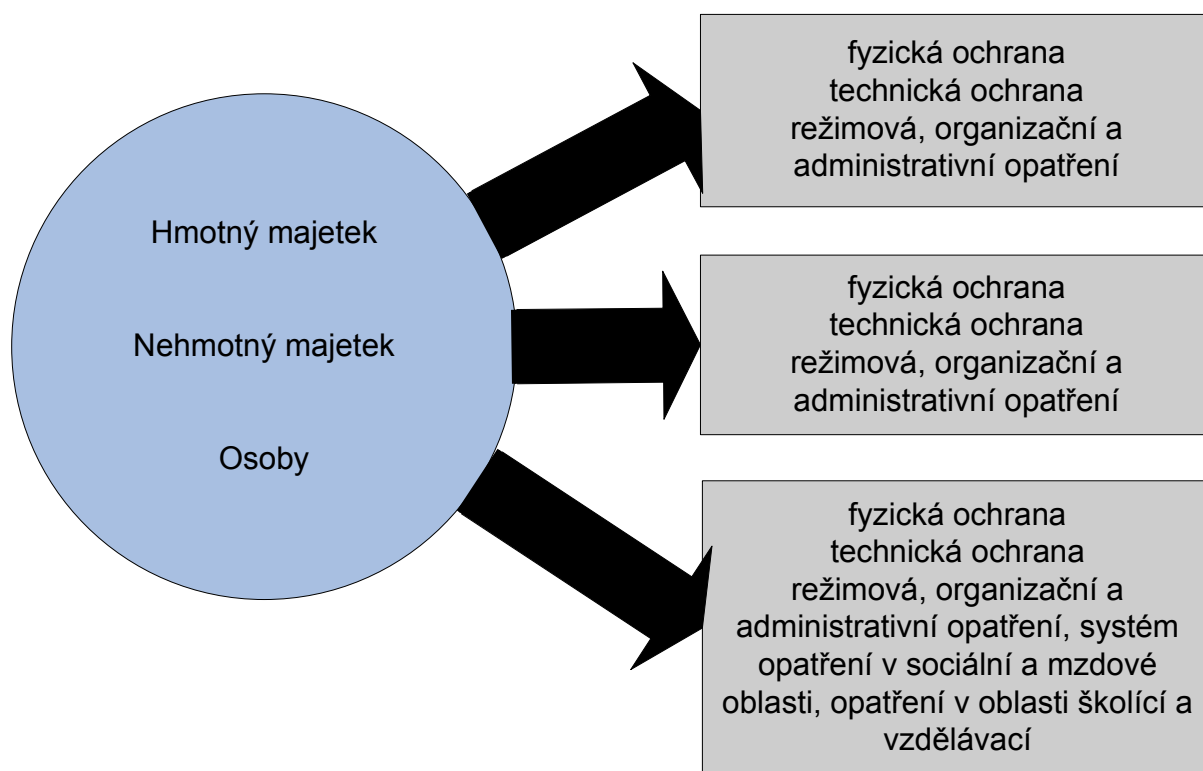 Hmotný majetek
Nehmotný majetek
Osoby
fyzická ochrana
technická ochrana
režimová, organizační a
administrativní opatření
fyzická ochrana
technická ochrana
režimová, organizační a
administrativní opatření
fyzická ochrana
technická ochrana
režimová, organizační a
administrativní opatření, systém
opatření v sociální a mzdové
oblasti, opatření v oblasti školící a
vzdělávací